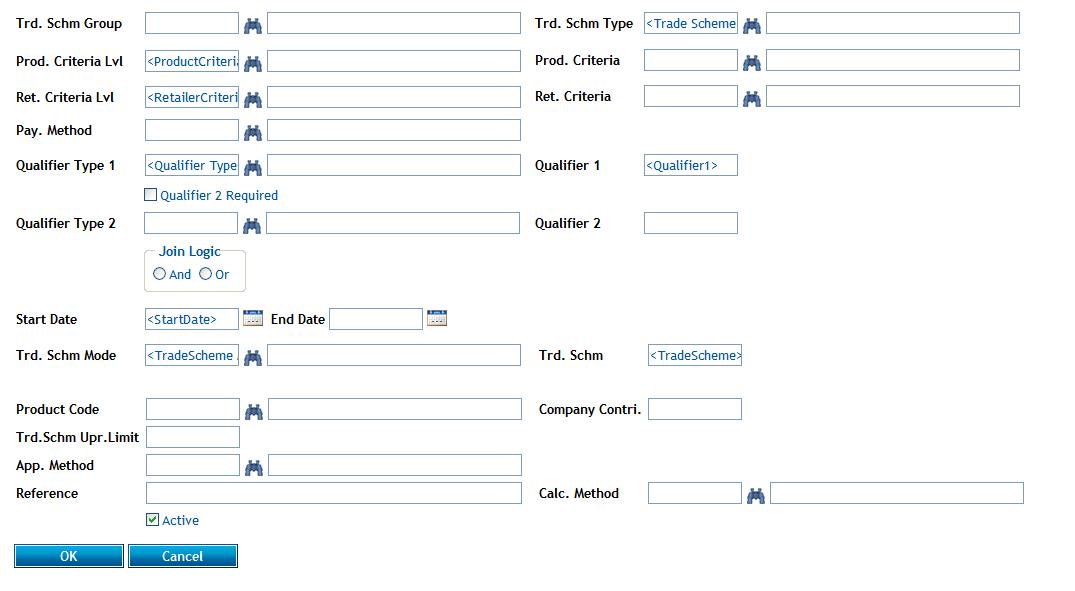 Trd. Schm Group Trd. Schm Type <Trade Scheme
Prod. Criteria Lvl <ProductCriteria Prod. Criteria
Ret. Criteria Lvl <RetailerCriteri Ret. Criteria
Pay. Method
Qualifier Type 1 <Qualifier Type Qualifier 1 <Qualifier1>
Qualifier 2 Required
Qualifier Type 2 Qualifier 2
Join Logic
And Or
Start Date <StartDate> End Date
Trd. Schm Mode <TradeScheme Trd. Schm <TradeScheme>
Product Code Company Contri.
Trd.Schm Upr.Limit
App. Method
Reference Calc. Method
Active
OK Cancel